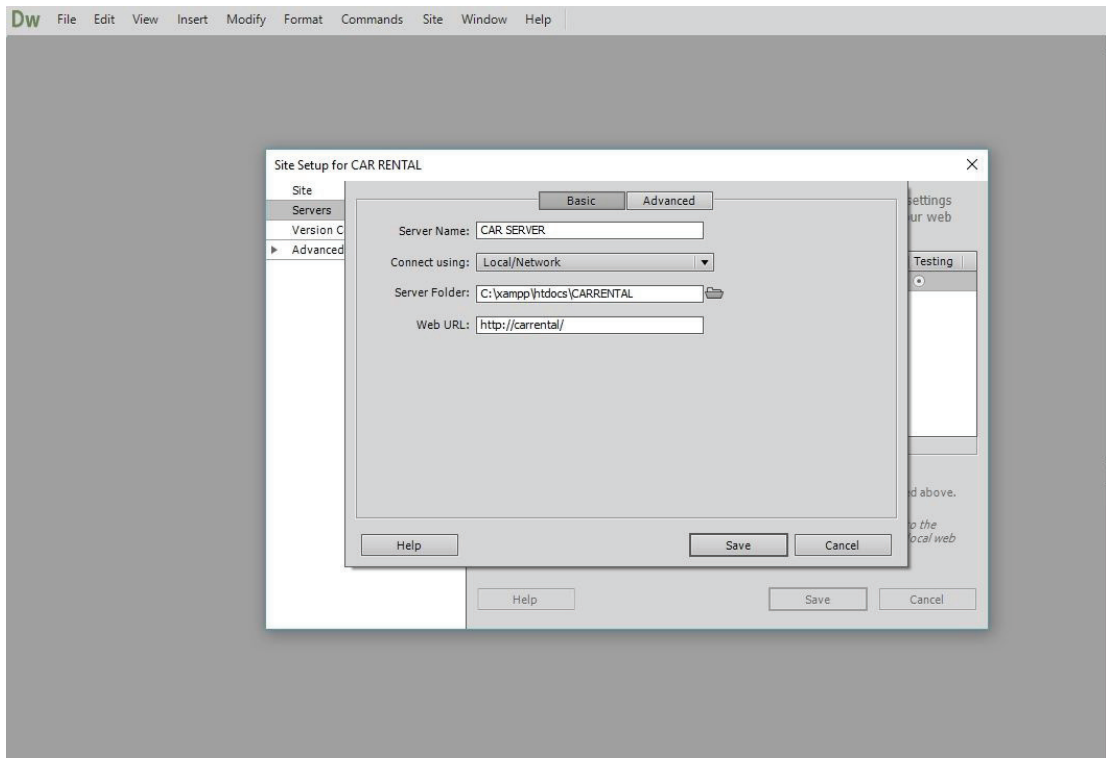 Dw File Edit View Insert Modify Format Commands Site Window Help
Site Setup for CAR RENTAL
Site
Servers
Version C
Advanced
Basic Advanced
Server Name: CAR SERVER
Connect using: Local/Network
Server Folder: C:\xampp\htdocs\CARRENTAL
Web URL: http://carrental/
Help Save Cancel
settings
ur web
Testing
d above.
o the
ocal web
Help Save Cancel